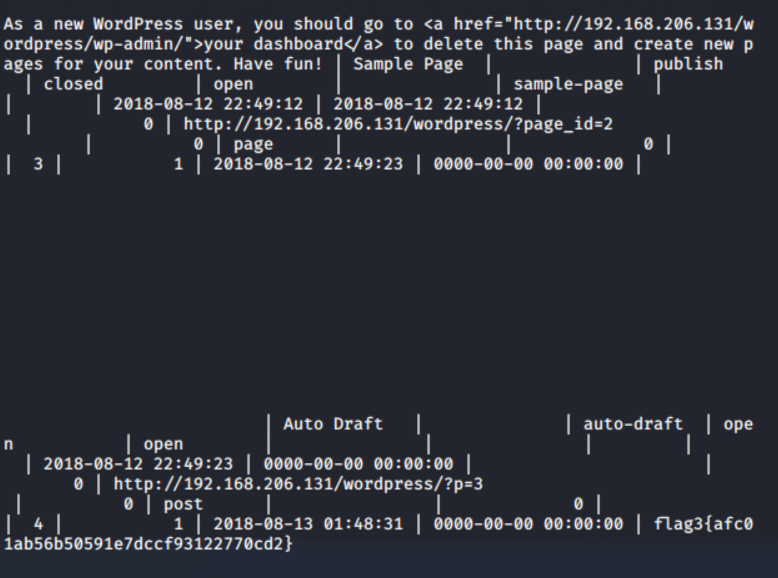 As a new WordPress user, you should go to <a href="http://192.168.206.131/w
ordpress/wp-admin/">your dashboard</a> to delete this page and create new p
ages for your content. Have fun! | Sample Page | | publish
| closed | open | | sample-page |
| | 2018-08-12 22:49:12 | 2018-08-12 22:49:12 |
| 0 | http://192.168.206.131/wordpress/?page_id=2
| 0 | page | | 0 |
| 3 | 1 | 2018-08-12 22:49:23 | 0000-00-00 00:00:00 |
| Auto Draft | | auto-draft | ope
n | open | | | |
| 2018-08-12 22:49:23 | 0000-00-00 00:00:00 | |
0 | http://192.168.206.131/wordpress/?p=3
| 0 | post | | 0 |
| 4 | 1 | 2018-08-13 01:48:31 | 0000-00-00 00:00:00 | flag3{afc0
1ab56b50591e7dccf93122770cd2}